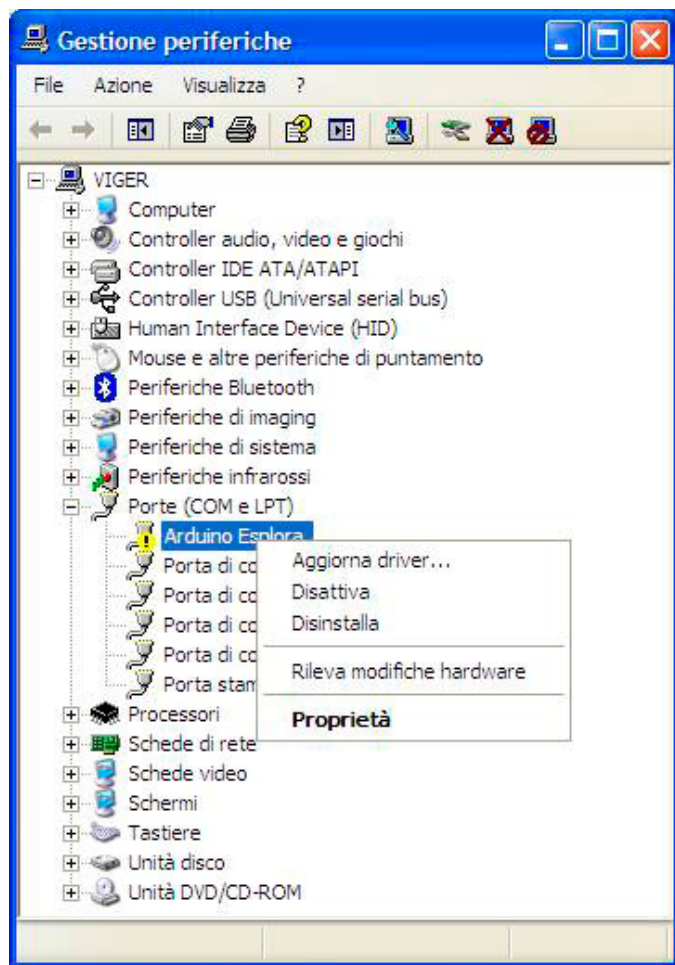 Gestione periferiche
File Azione Visualizza ?
VIGER
Computer
Controller audio, video e giochi
Controller IDE ATA/ATAPI
Controller USB (Universal serial bus)
Human Interface Device (HID)
Mouse e altre periferiche di puntamento
Periferiche Bluetooth
Periferiche di imaging
Periferiche di sistema
Periferiche infrarossi
Porte (COM e LPT)
Arduino Esplora
Porta di co
Aggiorna driver...
Porta di co
Disattiva
Porta di co
Disinstalla
Porta di co
Rileva modifiche hardware
Porta stam
Proprietà
Processori
Schede di rete
Schede video
Schermi
Tastiere
Unità disco
Unità DVD/CD-ROM